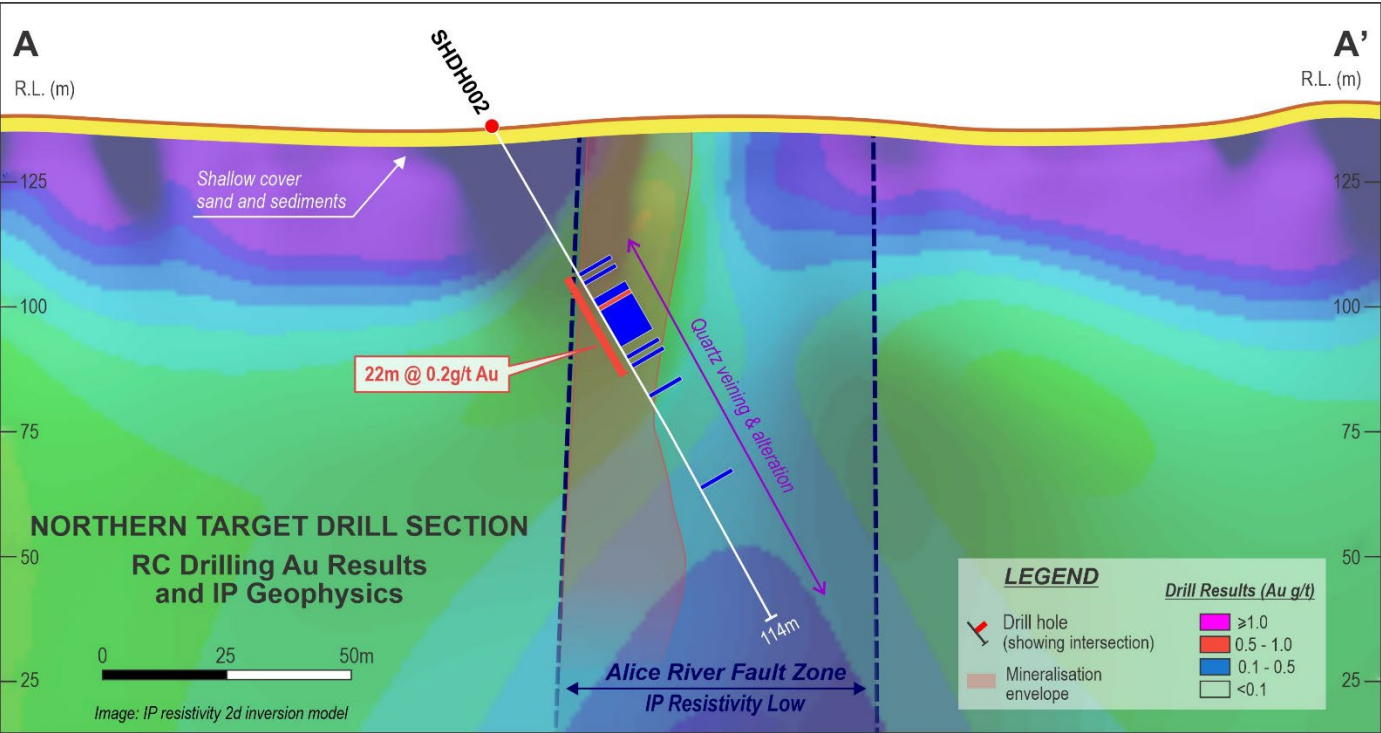 A
A'
R.L. (m)
R.L. (m)
SHDH002
125
125
Shallow cover
sand and sediments
100
100
22m @ 0.2g/t Au
Quartz veining & alteration
75
75
NORTHERN TARGET DRILL SECTION
RC Drilling Au Results
and IP Geophysics
50
50
114m
0 25 50m
Image: IP resistivity 2d inversion model
25
25
Alice River Fault Zone
IP Resistivity Low
LEGEND
Drill hole
(showing intersection)
Mineralisation
envelope
Drill Results (Au g/t)
⩾1.0
0.5 - 1.0
0.1 - 0.5
<0.1